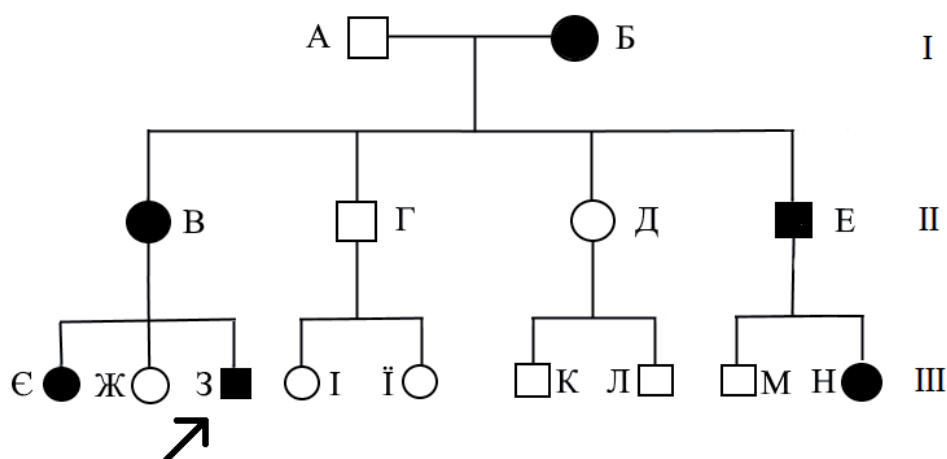 А Б I
В Г Д Е II
Є Ж З І Ї К Л М Н III